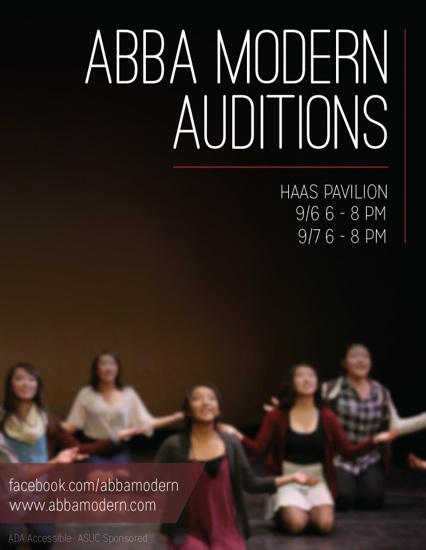 ABBA MODERN
AUDITIONS
HAAS PAVILION
9/6 6 - 8 PM
9/7 6 - 8 PM
facebook.com/abbamodern
www.abbamodern.com
ADA Accessible ASUC Sponsored